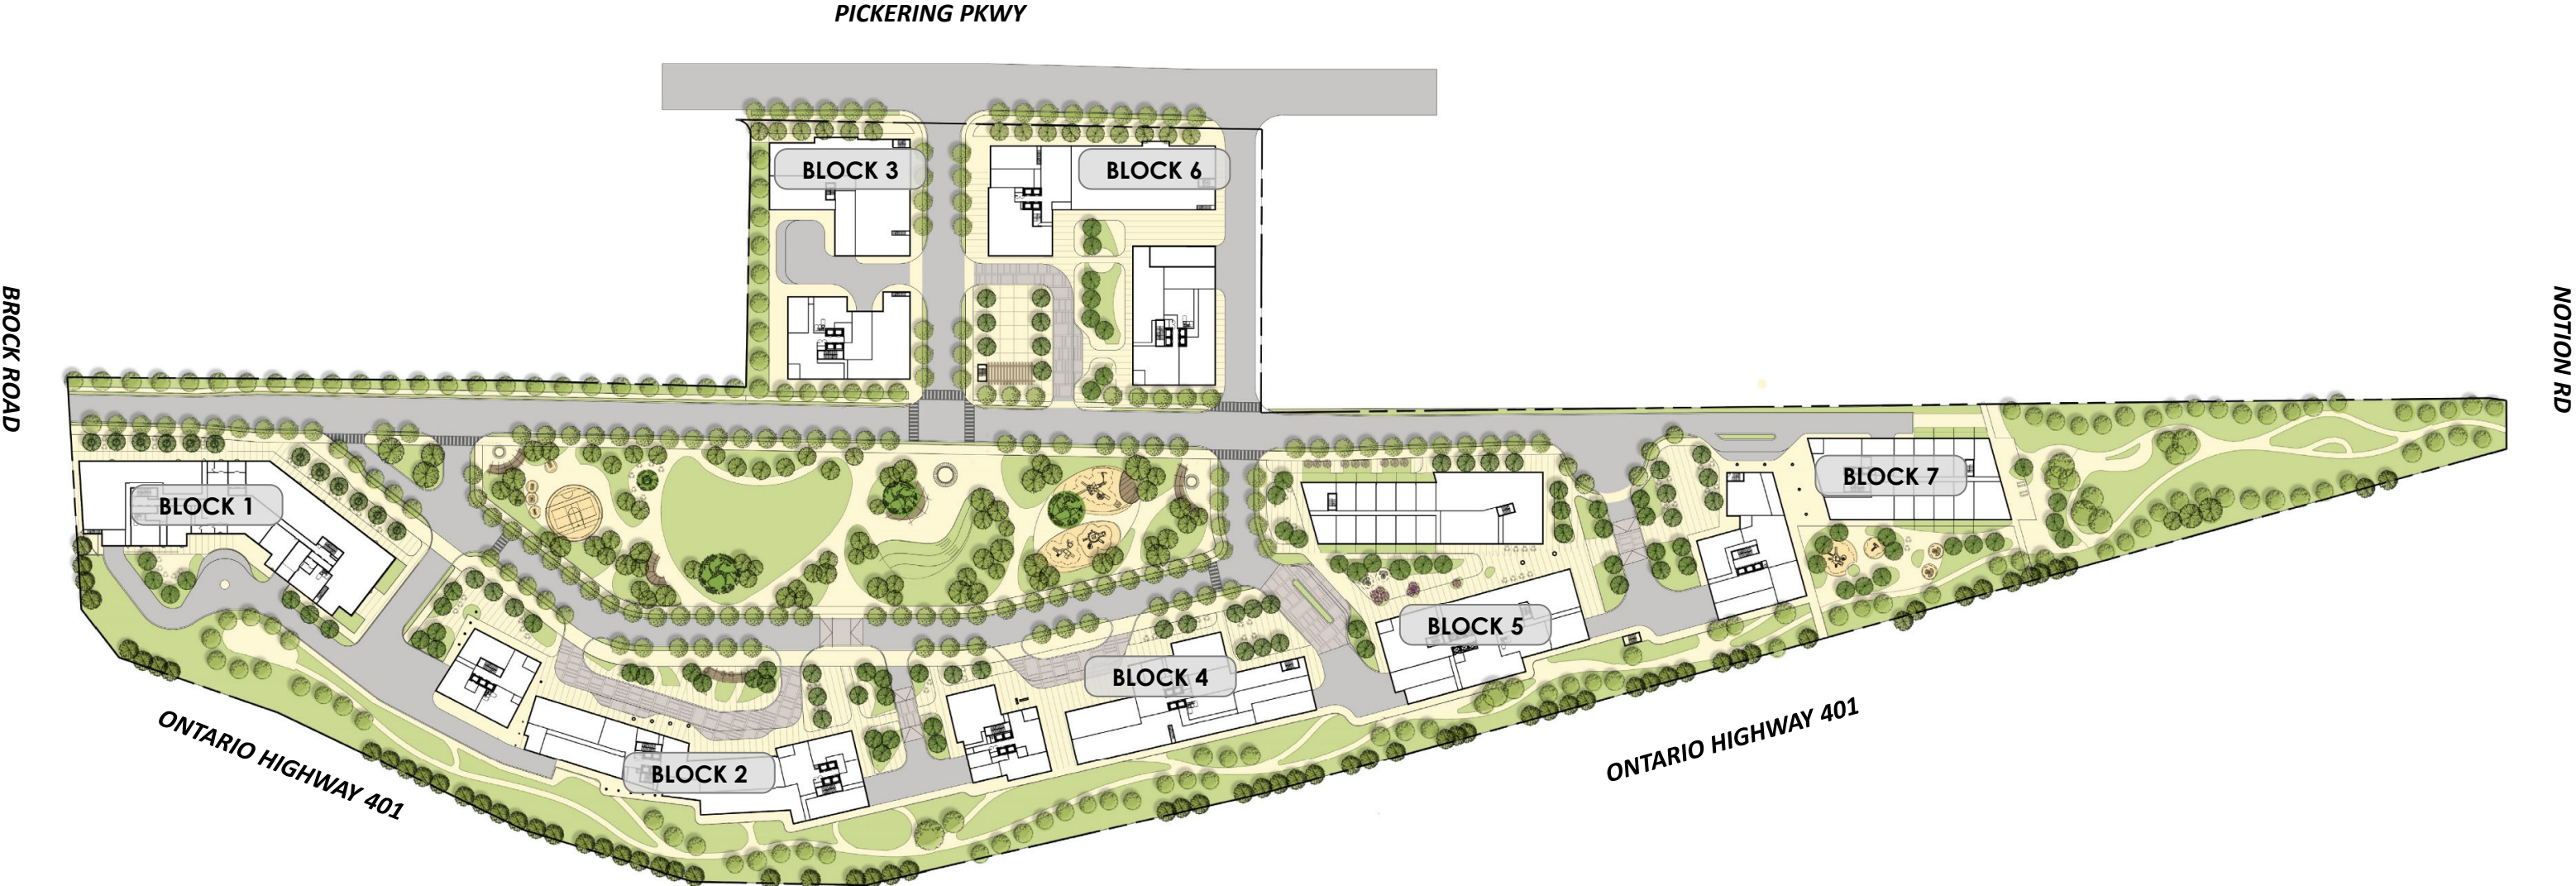 PICKERING PKWY
BLOCK 3
BLOCK 6
BROCK ROAD
NOTION RD
BLOCK 1
BLOCK 7
BLOCK 5
BLOCK 4
BLOCK 2
ONTARIO HIGHWAY 401
ONTARIO HIGHWAY 401